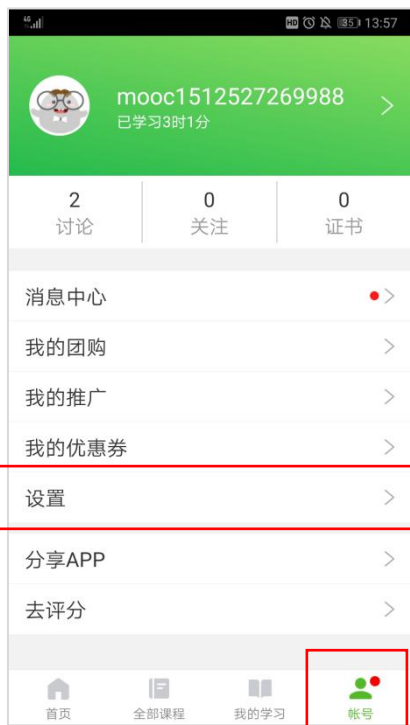 4G HD 85 13:57
mooc1512527269988
已学习3时1分
2 0 0
讨论 关注 证书
消息中心
我的团购
我的推广
我的优惠券
设置
分享APP
去评分
首页 全部课程 我的学习 帐号